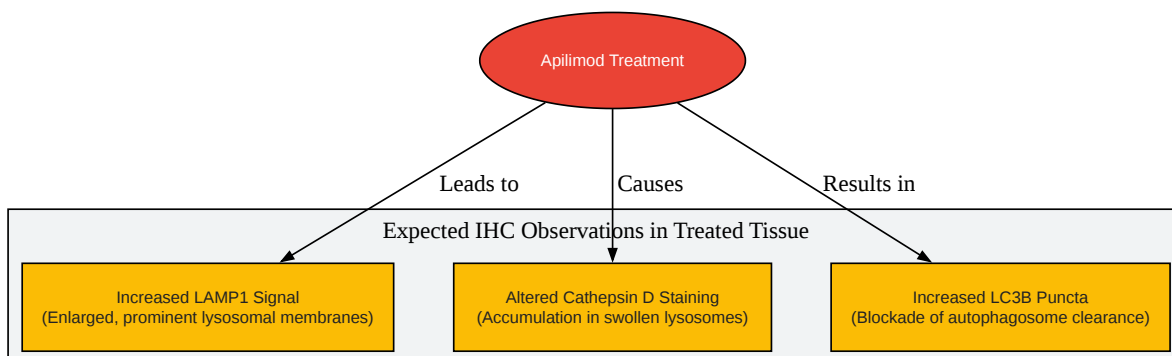 Apilimod Treatment
Leads to
Causes
Results in
Expected IHC Observations in Treated Tissue
Increased LAMP1 Signal
(Enlarged, prominent lysosomal membranes)
Altered Cathepsin D Staining
(Accumulation in swollen lysosomes)
Increased LC3B Puncta
(Blockade of autophagosome clearance)